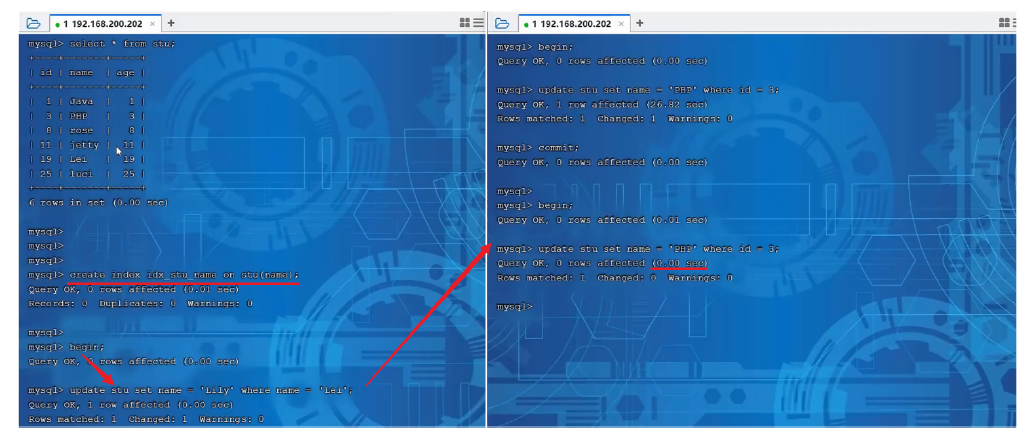 1 192.168.200.202 × +
mysql> select * from stu;
+----+-------+-----+
| id | name | age |
+----+-------+-----+
| 1 | Java | 1 |
| 3 | PHP | 3 |
| 8 | rose | 8 |
| 11 | jetty | 11 |
| 19 | Lei | 19 |
| 25 | luci | 25 |
+----+-------+-----+
6 rows in set (0.00 sec)
mysql>
mysql>
mysql>
mysql> create index idx_stu_name on stu(name);
Query OK, 0 rows affected (0.01 sec)
Records: 0 Duplicates: 0 Warnings: 0
mysql>
mysql> begin;
Query OK, 0 rows affected (0.00 sec)
mysql> update stu set name = 'Lily' where name = 'Lei';
Query OK, 1 row affected (0.00 sec)
Rows matched: 1 Changed: 1 Warnings: 0
1 192.168.200.202 × +
mysql> begin;
Query OK, 0 rows affected (0.00 sec)
mysql> update stu set name = 'PHP' where id = 3;
Query OK, 1 row affected (26.82 sec)
Rows matched: 1 Changed: 1 Warnings: 0
mysql> commit;
Query OK, 0 rows affected (0.00 sec)
mysql>
mysql> begin;
Query OK, 0 rows affected (0.01 sec)
mysql> update stu set name = 'PHP' where id = 3;
Query OK, 0 rows affected (0.00 sec)
Rows matched: 1 Changed: 0 Warnings: 0
mysql>